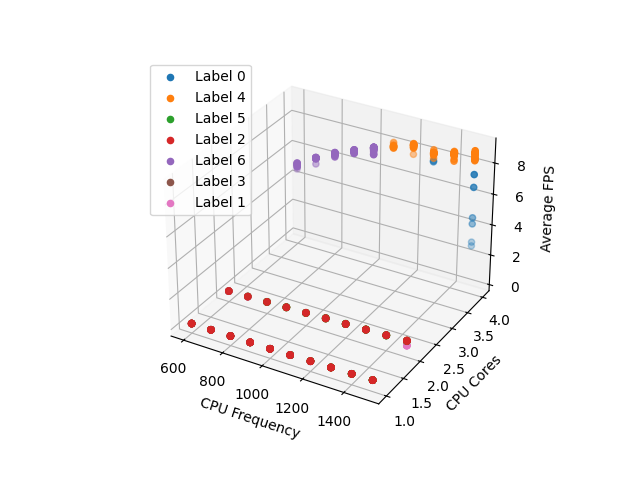 Label 0
Label 4
Label 5
Label 2
Label 6
Label 3
Label 1
8
6
4
2
0
Average FPS
4.0
3.5
3.0
2.5
2.0
1.5
1.0
CPU Cores
600
800
1000
1200
1400
CPU Frequency